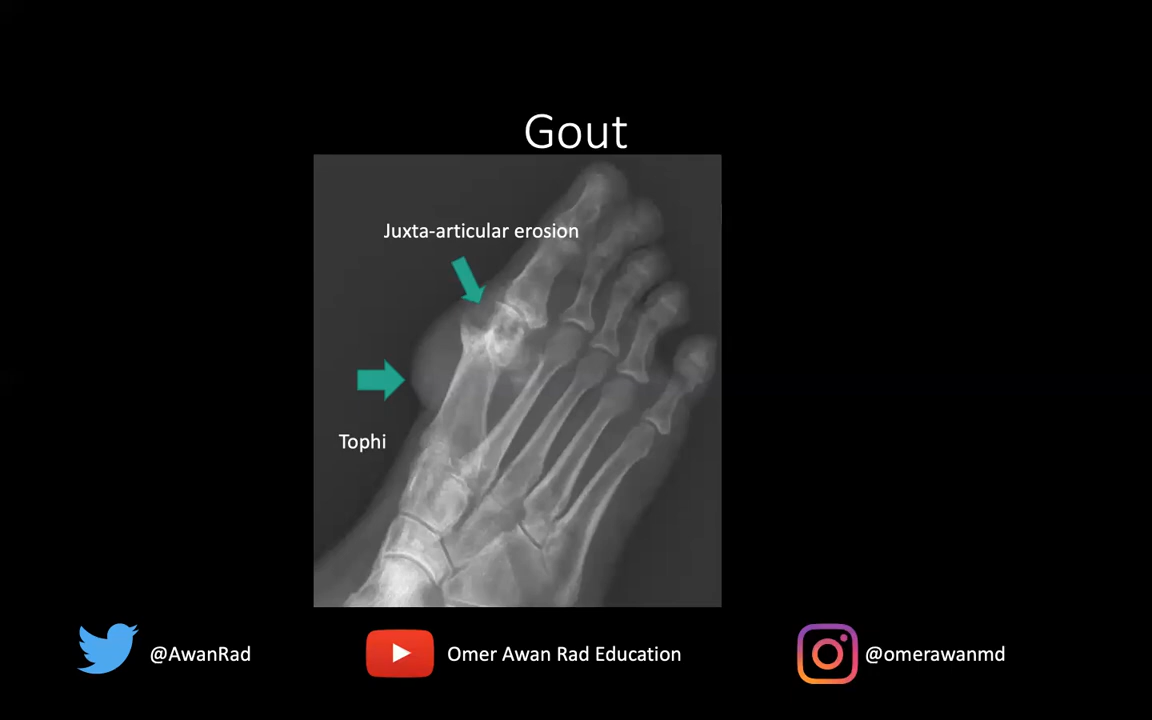 Gout
Juxta-articular erosion
Tophi
@AwanRad
Omer Awan Rad Education
@omerawanmd